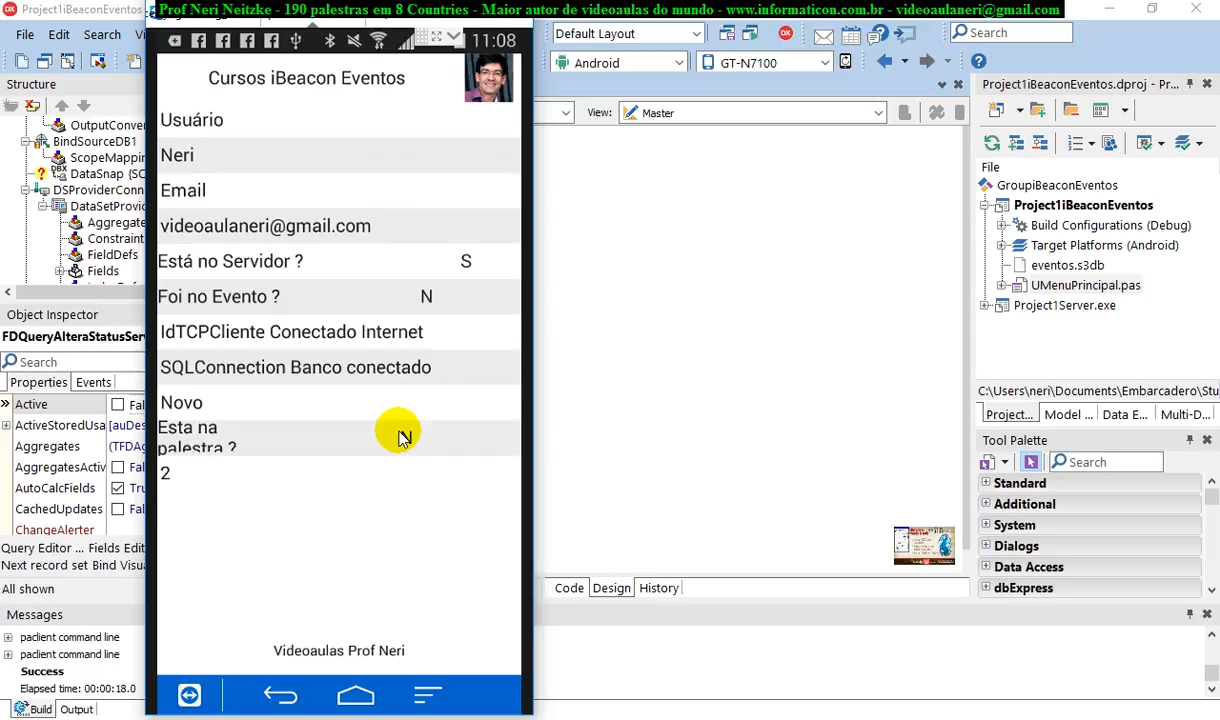 Project1iBeaconEventos
Prof Neri Neitzke - 190 palestras em 8 Countries - Maior autor de videoaulas do mundo - www.informaticon.com.br - videoaulaneri@gmail.com
File Edit Search
Default Layout
Search
Android
GT-N7100
Structure
OutputConver
BindSourceDB1
ScopeMappin
DataSnap (SC
DSProviderConn
DataSetProvi
Aggregate
Constraint
FieldDefs
Fields
11:08
Cursos iBeacon Eventos
Usuário
Neri
Email
videoaulaneri@gmail.com
Está no Servidor ? S
Foi no Evento ? N
IdTCPCliente Conectado Internet
SQLConnection Banco conectado
Novo
Esta na
palestra ? N
2
Videoaulas Prof Neri
View: Master
Code Design History
Object Inspector
FDQueryAlteraStatusServ
Search
Properties Events
Active Fal
ActiveStoredUsa [auDes
Aggregates (TFDAg
AggregatesActiv Fal
AutoCalcFields Tru
CachedUpdates Fal
ChangeAlerter
Query Editor ... Fields Edit
Next record set Bind Visua
All shown
Messages
paclient command line
paclient command line
Success
Elapsed time: 00:00:18.0
Build Output
Project1iBeaconEventos.dproj - Pr...
File
GroupiBeaconEventos
Project1iBeaconEventos
Build Configurations (Debug)
Target Platforms (Android)
eventos.s3db
UMenuPrincipal.pas
Project1Server.exe
C:\Users\neri\Documents\Embarcadero\Stu
Project... Model ... Data E... Multi-D...
Tool Palette
Search
Standard
Additional
System
Dialogs
Data Access
dbExpress